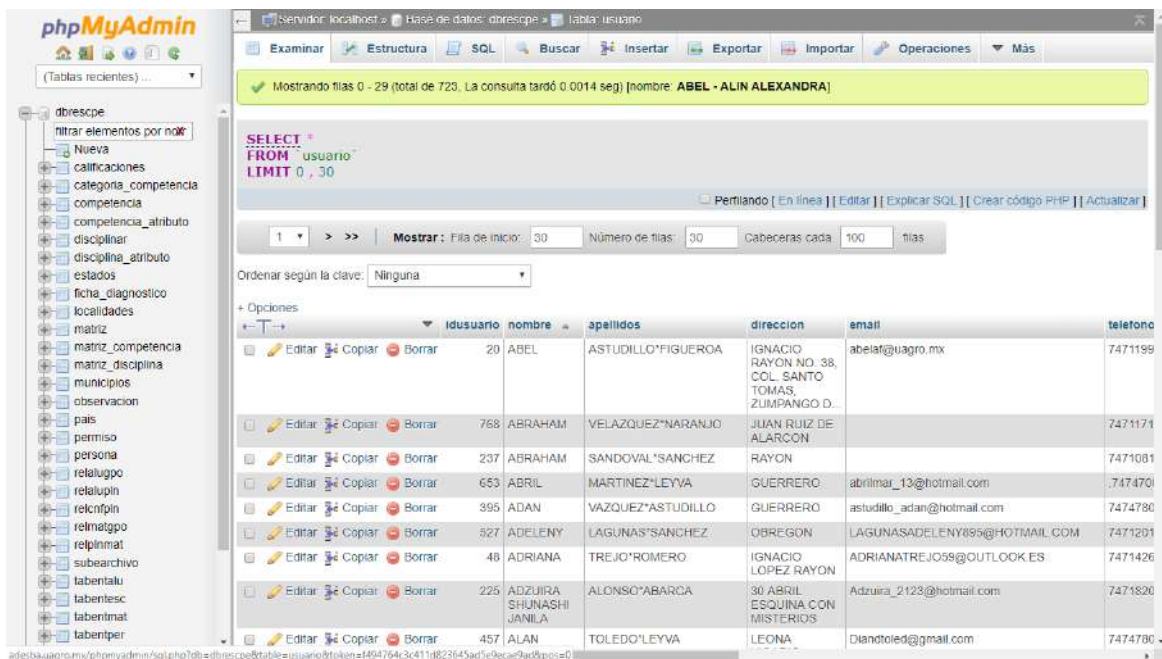 phpMyAdmin
(Tablas recientes) ...
dbrescpe
filtrar elementos por no
Nueva
calificaciones
categoria_competencia
competencia
competencia_atributo
disciplinar
disciplina_atributo
estados
ficha_diagnostico
localidades
matriz
matriz_competencia
matriz_disciplina
municipios
observacion
pais
permiso
persona
relalugpo
relalupln
relcnfpln
relmatgpo
relplnmat
subearchivo
tabentalu
tabentesc
tabentmat
tabentper
Servidor: localhost » Base de datos: dbrescpe » Tabla: usuario
Examinar Estructura SQL Buscar Insertar Exportar Importar Operaciones Más
Mostrando filas 0 - 29 (total de 723, La consulta tardó 0.0014 seg) [nombre: ABEL - ALIN ALEXANDRA]
SELECT *
FROM `usuario`
LIMIT 0 , 30
Perfilando [ En línea ] [ Editar ] [ Explicar SQL ] [ Crear código PHP ] [ Actualizar ]
1 > >> Mostrar : Fila de inicio: 30 Número de filas: 30 Cabeceras cada 100 filas
Ordenar según la clave: Ninguna
+ Opciones
←T→ idusuario nombre apellidos direccion email telefono
Editar Copiar Borrar 20 ABEL ASTUDILLO*FIGUEROA IGNACIO abelaf@uagro.mx 7471199
RAYON NO. 38,
COL. SANTO
TOMAS,
ZUMPANGO D...
Editar Copiar Borrar 768 ABRAHAM VELAZQUEZ*NARANJO JUAN RUIZ DE 7471171
ALARCON
Editar Copiar Borrar 237 ABRAHAM SANDOVAL*SANCHEZ RAYON 7471081
Editar Copiar Borrar 653 ABRIL MARTINEZ*LEYVA GUERRERO abrilmar_13@hotmail.com .747470
Editar Copiar Borrar 395 ADAN VAZQUEZ*ASTUDILLO GUERRERO astudillo_adan@hotmail.com 7474780
Editar Copiar Borrar 527 ADELENY LAGUNAS*SANCHEZ OBREGON LAGUNASADELENY895@HOTMAIL.COM 7471201
Editar Copiar Borrar 48 ADRIANA TREJO*ROMERO IGNACIO ADRIANATREJO59@OUTLOOK.ES 7471426
LOPEZ RAYON
Editar Copiar Borrar 225 ADZUIRA ALONSO*ABARCA 30 ABRIL Adzuira_2123@hotmail.com 7471820
SHUNASHI ESQUINA CON
JANILA MISTERIOS
Editar Copiar Borrar 457 ALAN TOLEDO*LEYVA LEONA Diandtoled@gmail.com 7474780